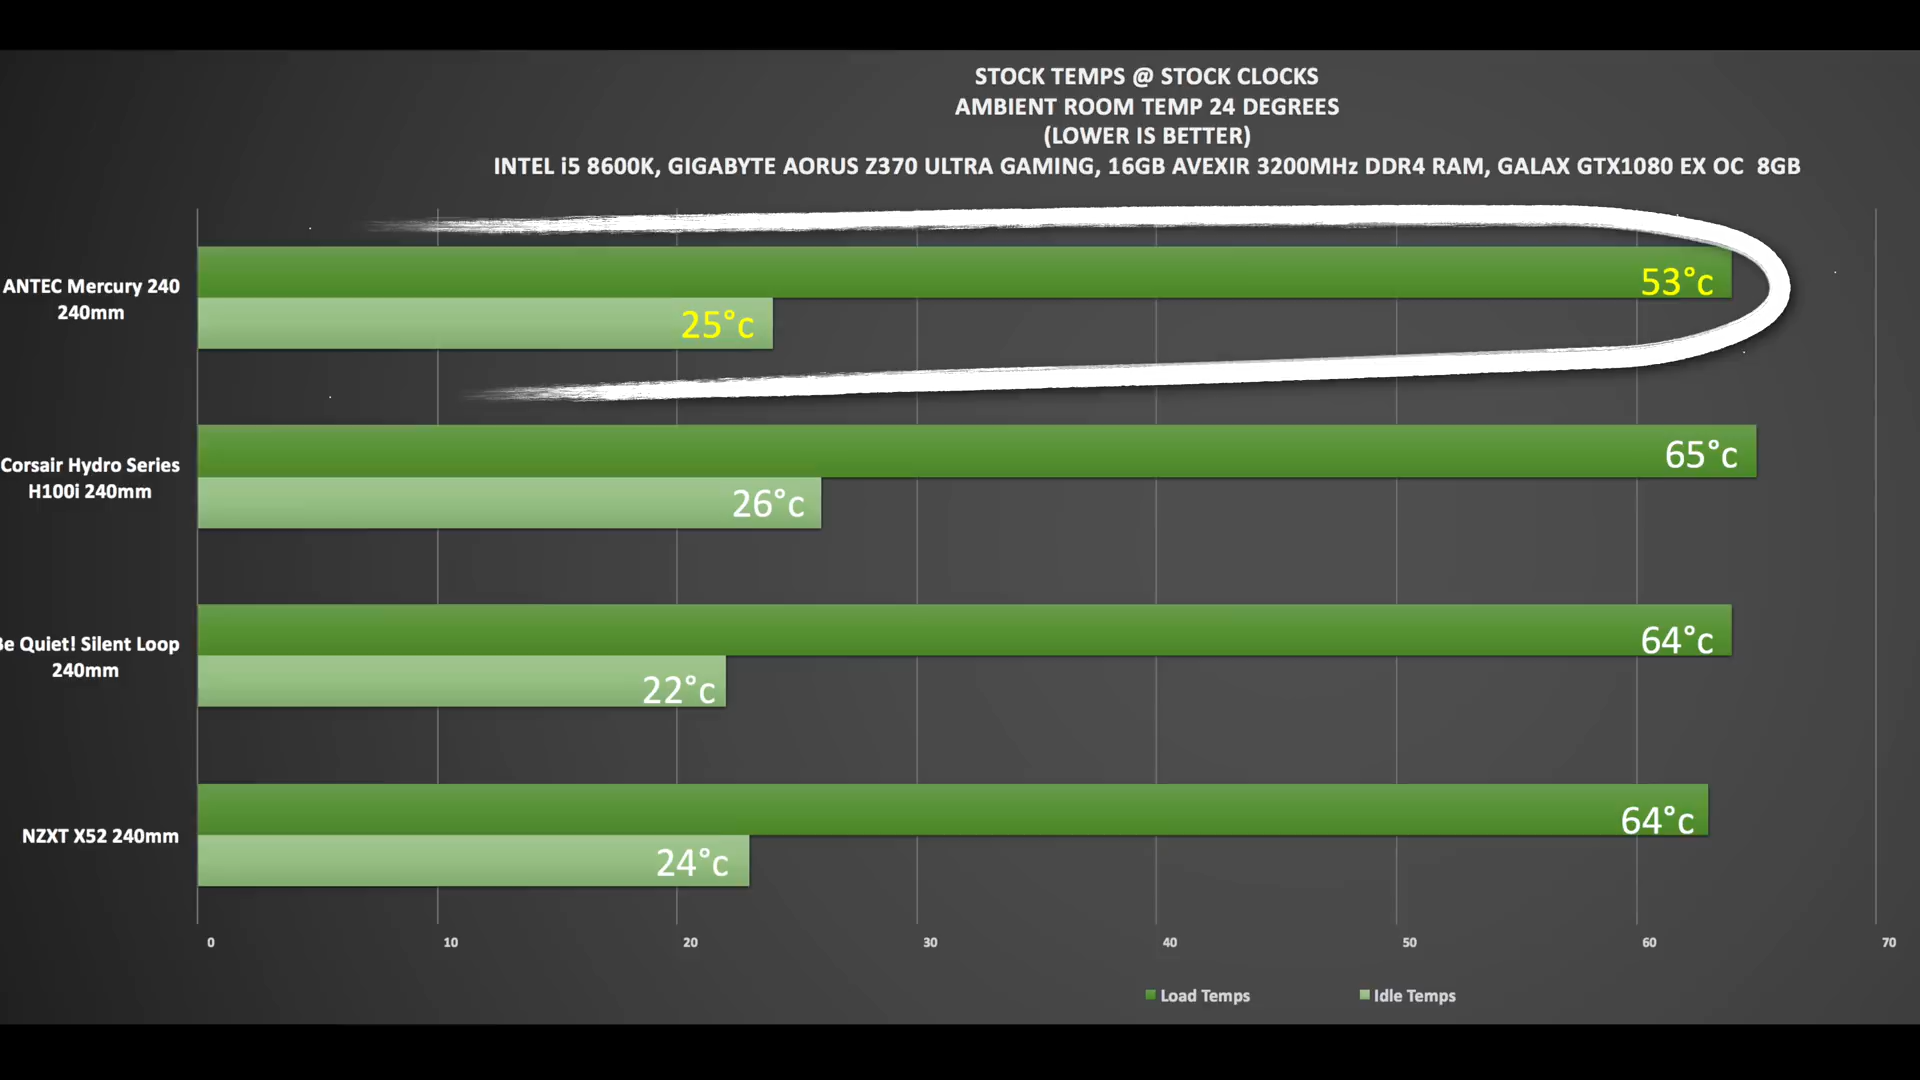 STOCK TEMPS @ STOCK CLOCKS
AMBIENT ROOM TEMP 24 DEGREES
(LOWER IS BETTER)
INTEL i5 8600K, GIGABYTE AORUS Z370 ULTRA GAMING, 16GB AVEXIR 3200MHz DDR4 RAM, GALAX GTX1080 EX OC 8GB
ANTEC Mercury 240
240mm
53°c
25°c
Corsair Hydro Series
H100i 240mm
65°c
26°c
Be Quiet! Silent Loop
240mm
64°c
22°c
NZXT X52 240mm
64°c
24°c
0 10 20 30 40 50 60 70
Load Temps Idle Temps